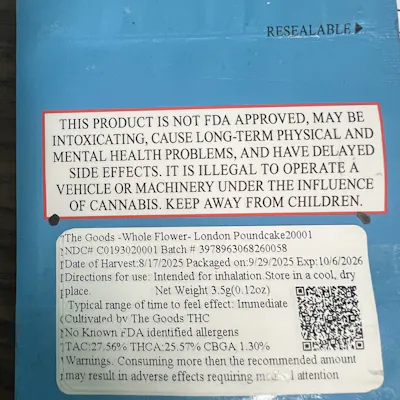 RESEALABLE
THIS PRODUCT IS NOT FDA APPROVED, MAY BE
INTOXICATING, CAUSE LONG-TERM PHYSICAL AND
MENTAL HEALTH PROBLEMS, AND HAVE DELAYED
SIDE EFFECTS. IT IS ILLEGAL TO OPERATE A
VEHICLE OR MACHINERY UNDER THE INFLUENCE
OF CANNABIS. KEEP AWAY FROM CHILDREN.
The Goods -Whole Flower- London Poundcake20001
NDC# C0193020001 Batch # 3978963068260058
Date of Harvest:8/17/2025 Packaged on:9/29/2025 Exp:10/6/2026
Directions for use: Intended for inhalation.Store in a cool, dry
place. Net Weight 3.5g(0.12oz)
Typical range of time to feel effect: Immediate
Cultivated by The Goods THC
No Known FDA identified allergens
TAC:27.56% THCA:25.57% CBGA 1.30%
Warnings. Consuming more then the recommended amount
may result in adverse effects requiring attention